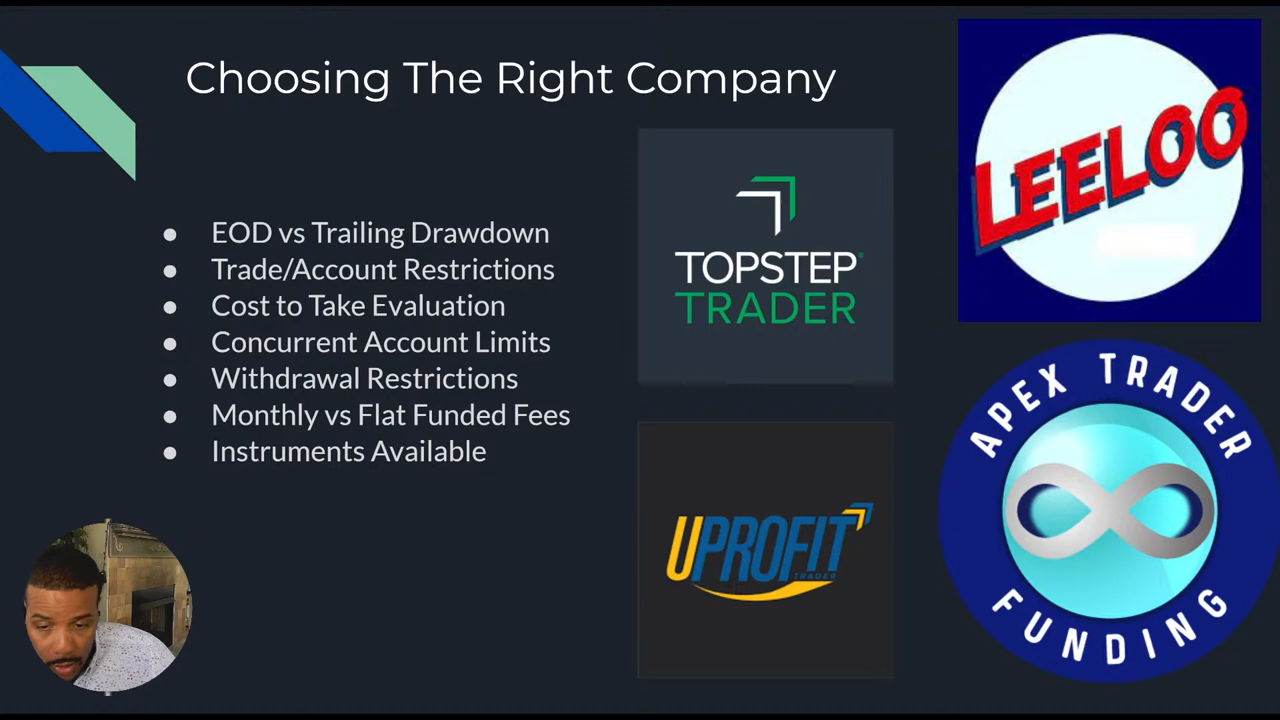 Choosing The Right Company
EOD vs Trailing Drawdown
Trade/Account Restrictions
Cost to Take Evaluation
Concurrent Account Limits
Withdrawal Restrictions
Monthly vs Flat Funded Fees
Instruments Available
TOPSTEP
TRADER
LEELOO
UPROFIT
TRADER
APEX TRADER
FUNDING